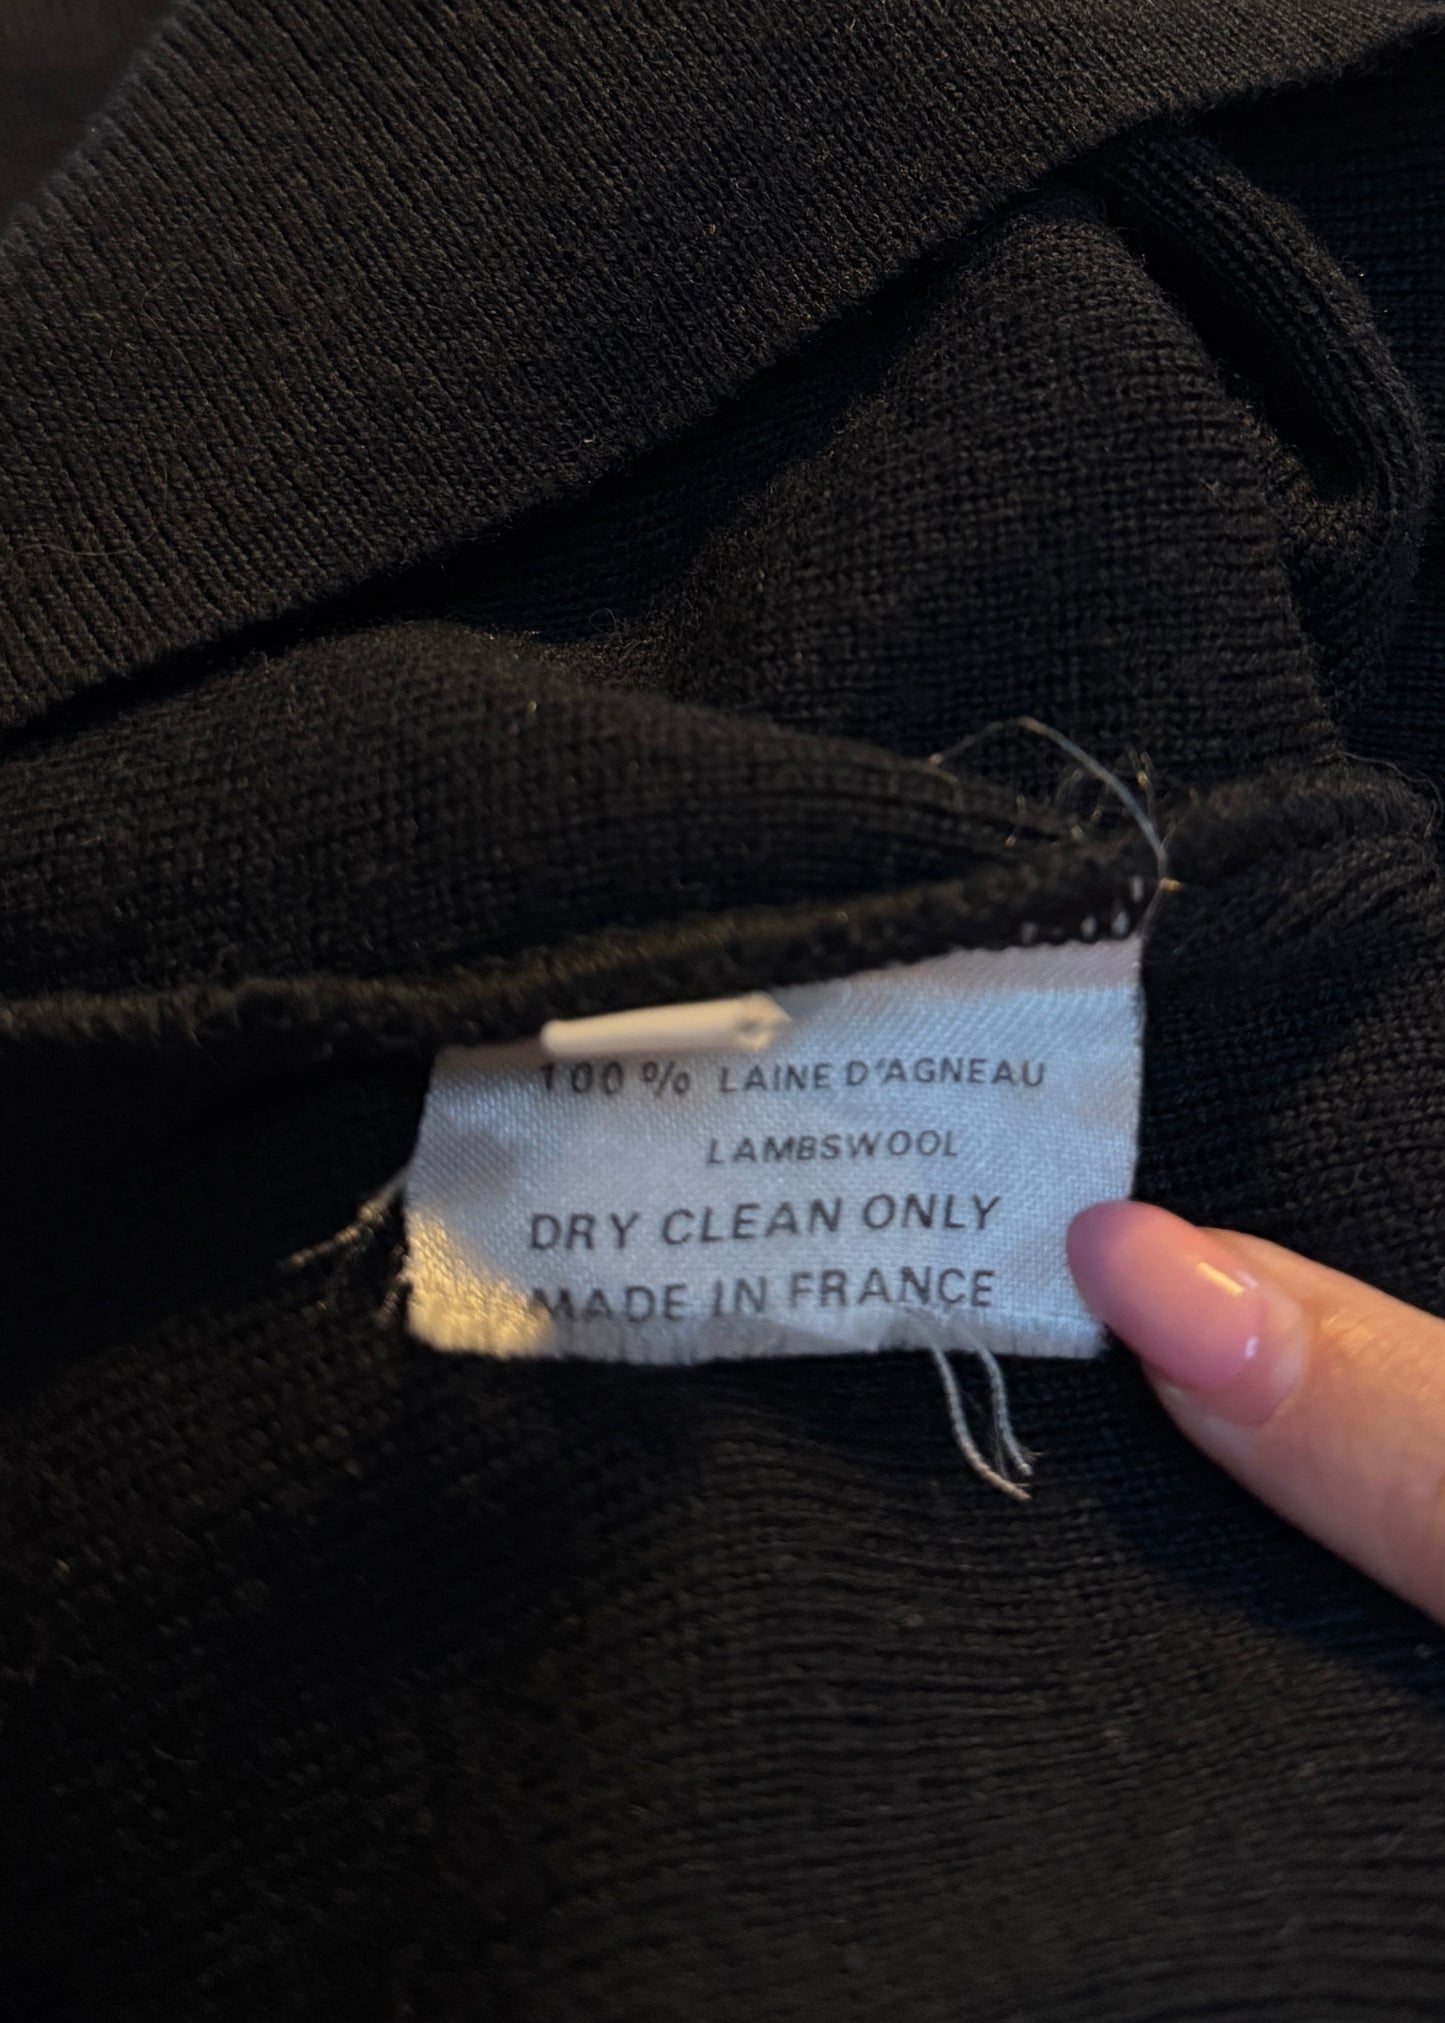 100 % LAINE D'AGNEAU
LAMBSWOOL
DRY CLEAN ONLY
MADE IN FRANCE